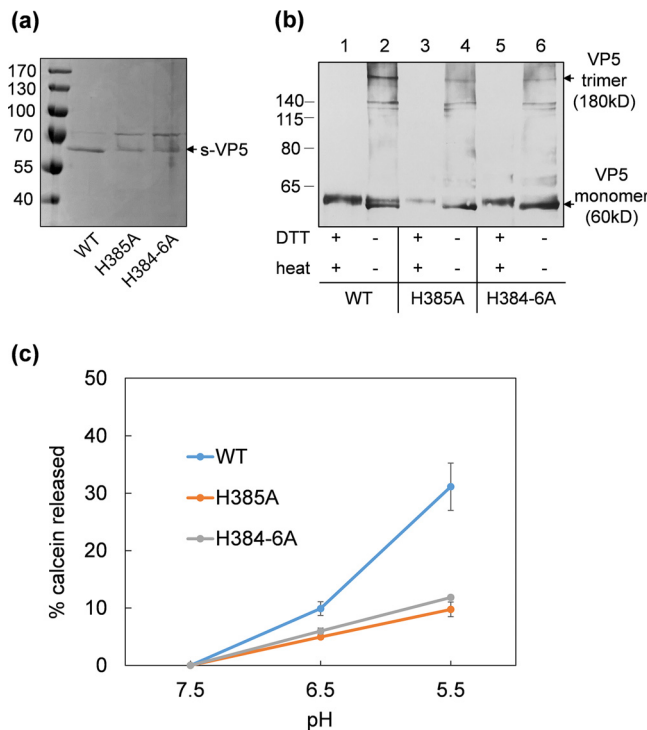 (a)
170
130
100
70
55
40
s-VP5
WT
H385A
H384-6A
(b)
1 2 3 4 5 6
VP5
trimer
(180kD)
140
115
80
65
VP5
monomer
(60kD)
DTT + - + - + -
heat + - + - + -
WT H385A H384-6A
(c)
% calcein released
50
40
30
20
10
0
WT
H385A
H384-6A
7.5 6.5 5.5
pH